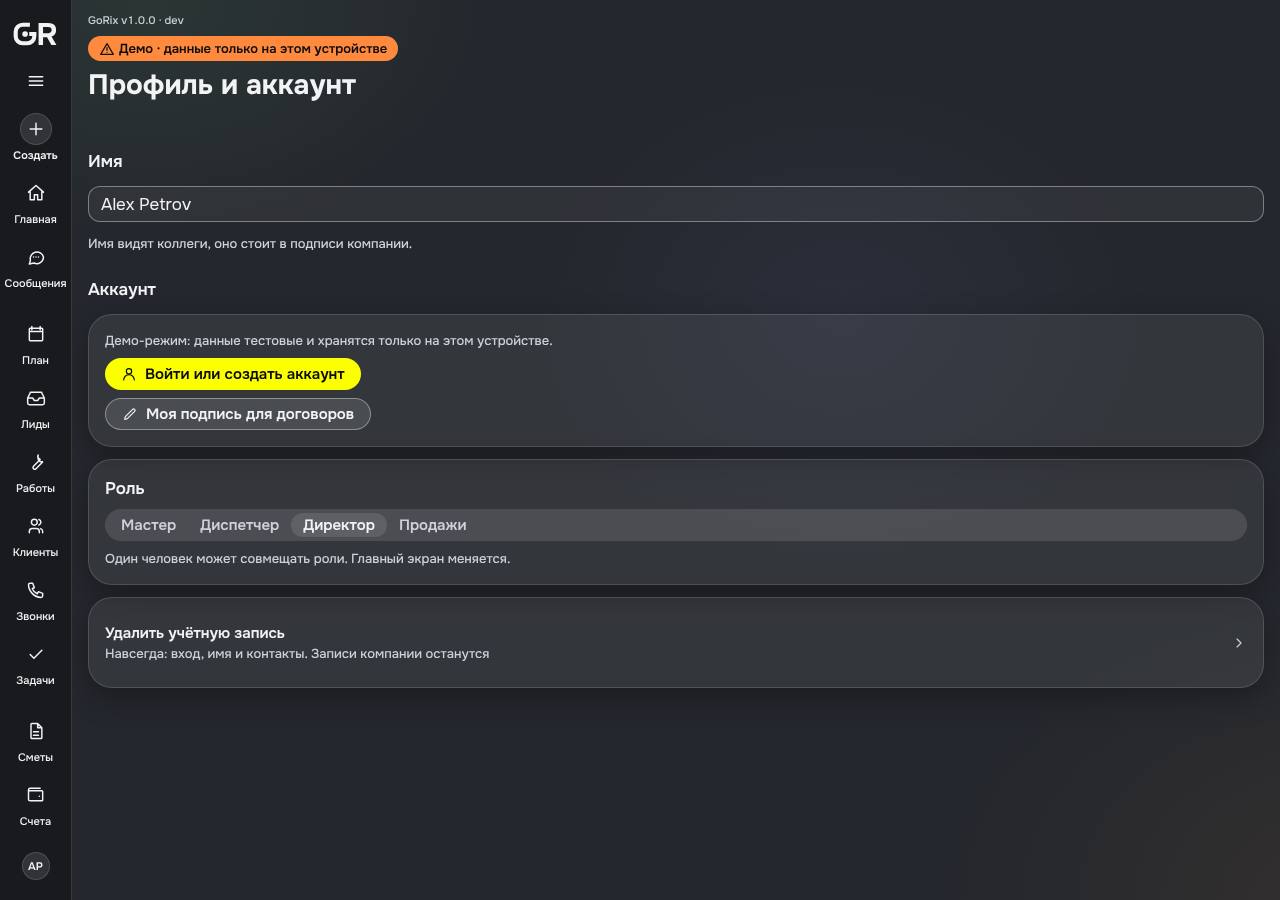 GR
GoRix v1.0.0 · dev
Демо · данные только на этом устройстве
Профиль и аккаунт
Создать
Главная
Сообщения
План
Лиды
Работы
Клиенты
Звонки
Задачи
Сметы
Счета
AP
Имя
Alex Petrov
Имя видят коллеги, оно стоит в подписи компании.
Аккаунт
Демо-режим: данные тестовые и хранятся только на этом устройстве.
Войти или создать аккаунт
Моя подпись для договоров
Роль
Мастер Диспетчер Директор Продажи
Один человек может совмещать роли. Главный экран меняется.
Удалить учётную запись
Навсегда: вход, имя и контакты. Записи компании останутся